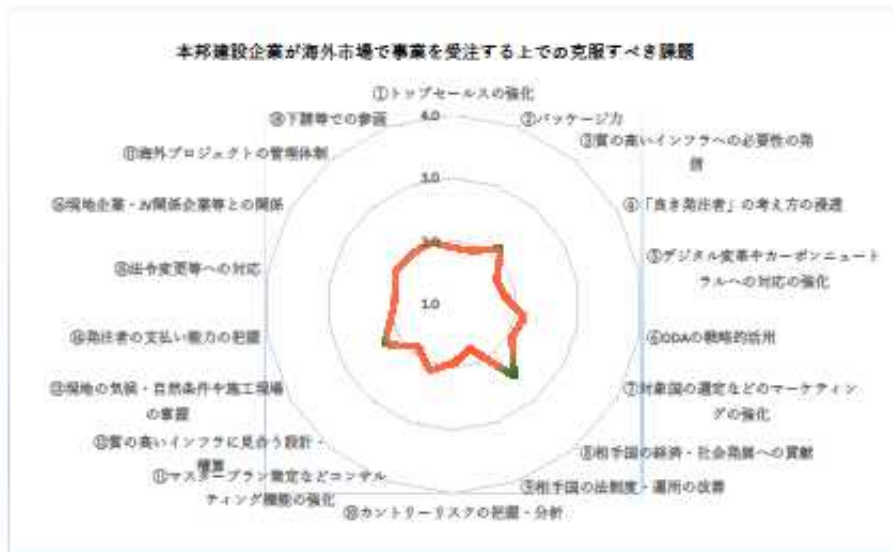 本邦建設企業が海外市場で事業を受注する上での克服すべき課題
①トップセールスの強化
②パッケージ力
③質の高いインフラへの必要性の発
信
④「良き発注者」の考え方の浸透
⑤デジタル変革やカーボンニュート
ラルへの対応の強化
⑥ODAの戦略的活用
⑦対象国の選定などのマーケティン
グの強化
⑧相手国の経済・社会発展への貢献
⑨相手国の法制度・運用の改善
⑩カントリーリスクの把握・分析
⑪マスタープラン策定などコンサル
ティング機能の強化
⑫質の高いインフラに見合う設計・
積算
⑬現地の気候・自然条件や施工現場
の掌握
⑭発注者の支払い能力の把握
⑮法令変更等への対応
⑯現地企業・JV関係企業等との関係
⑰海外プロジェクトの管理体制
⑱下請等での参画
4.0
3.0
2.0
1.0